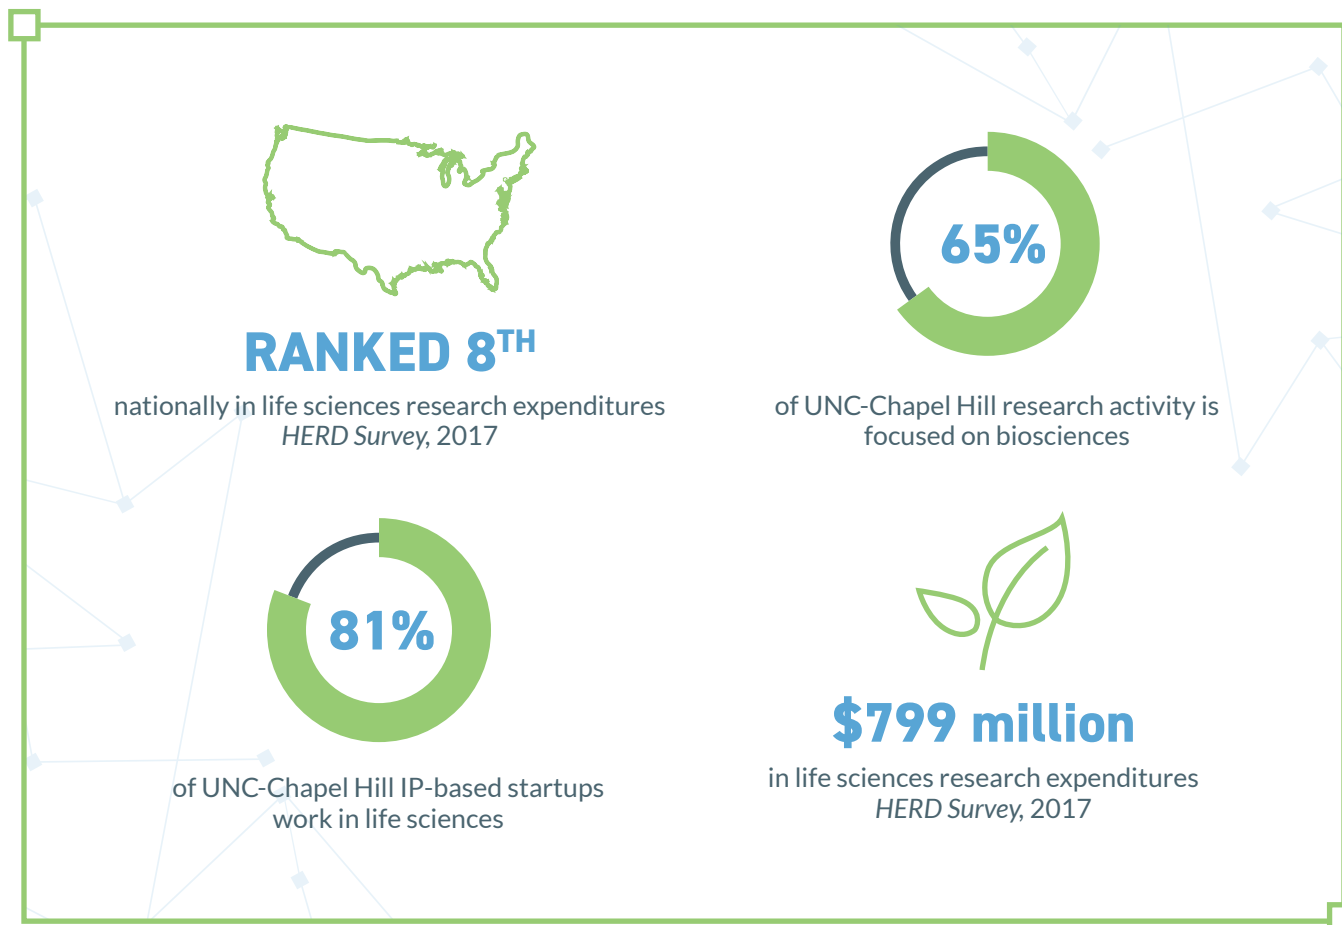 RANKED 8TH
nationally in life sciences research expenditures
HERD Survey, 2017
65%
of UNC-Chapel Hill research activity is
focused on biosciences
81%
of UNC-Chapel Hill IP-based startups
work in life sciences
$799 million
in life sciences research expenditures
HERD Survey, 2017